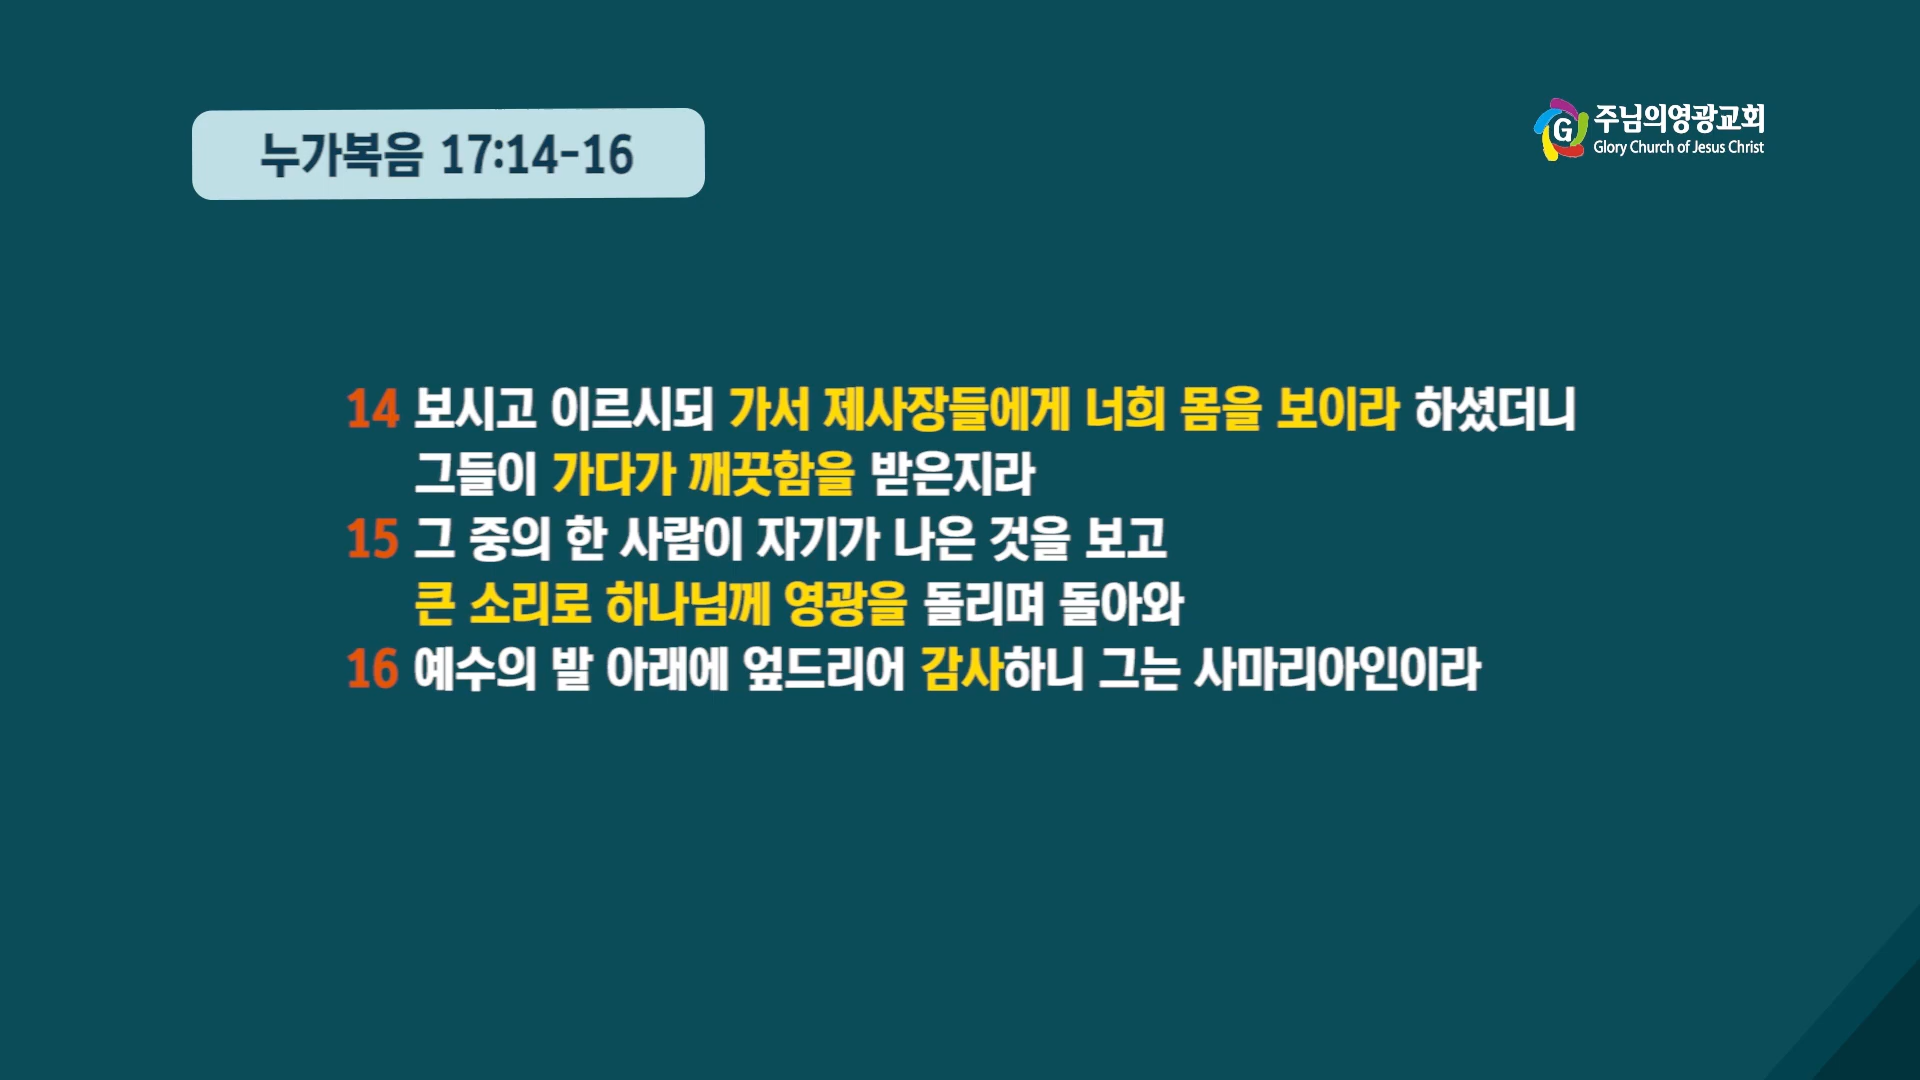 누가복음 17:14-16
G 주님의영광교회
Glory Church of Jesus Christ
14 보시고 이르시되 가서 제사장들에게 너희 몸을 보이라 하셨더니
그들이 가다가 깨끗함을 받은지라
15 그 중의 한 사람이 자기가 나은 것을 보고
큰 소리로 하나님께 영광을 돌리며 돌아와
16 예수의 발 아래에 엎드리어 감사하니 그는 사마리아인이라